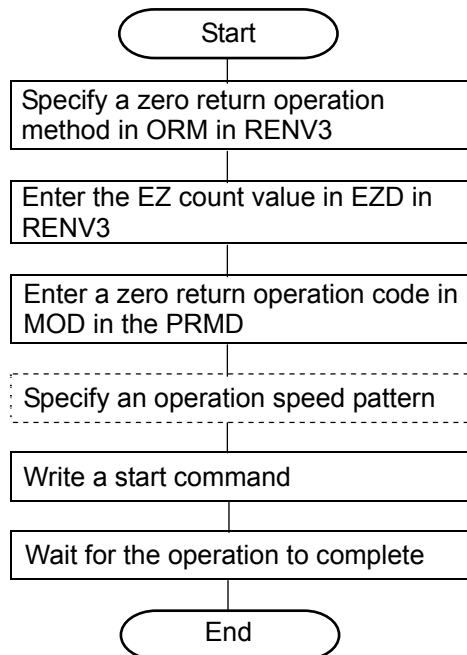 Start
Specify a zero return operation
method in ORM in RENV3
Enter the EZ count value in EZD in
RENV3
Enter a zero return operation code in
MOD in the PRMD
Specify an operation speed pattern
Write a start command
Wait for the operation to complete
End